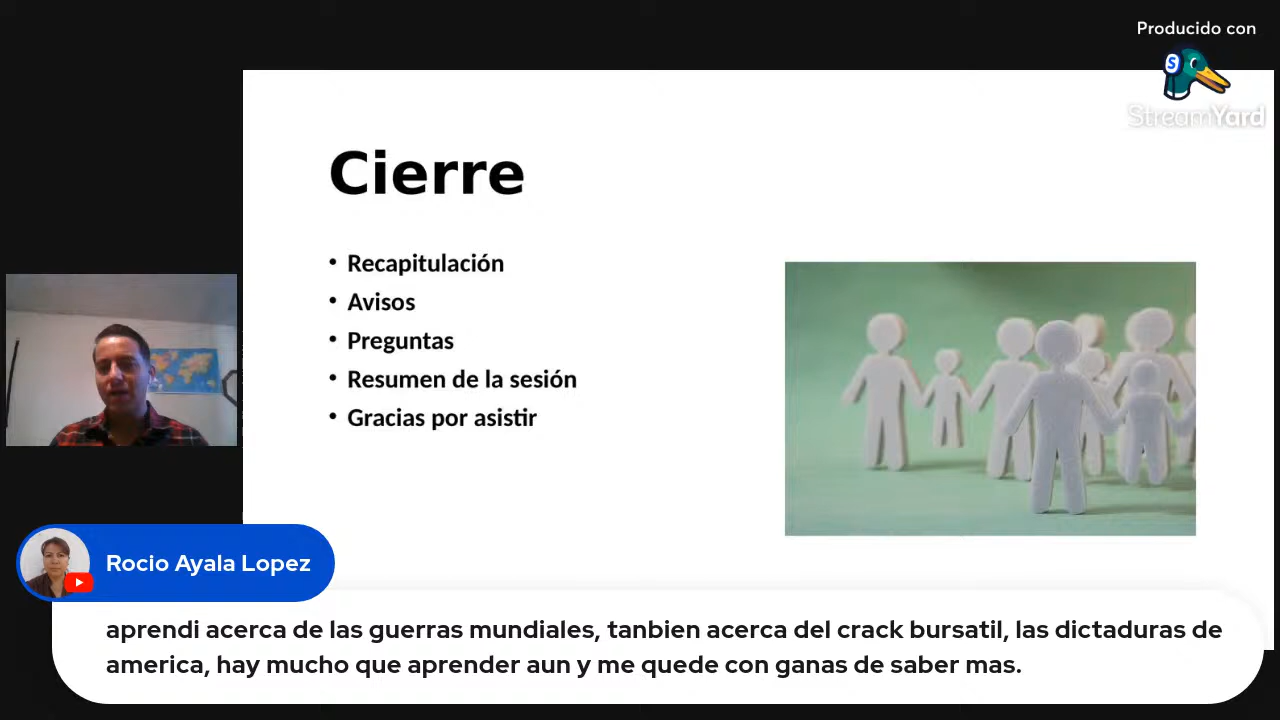 Producido con
S
StreamYard
Cierre
• Recapitulación
• Avisos
• Preguntas
• Resumen de la sesión
• Gracias por asistir
Rocio Ayala Lopez
aprendi acerca de las guerras mundiales, tanbien acerca del crack bursatil, las dictaduras de
america, hay mucho que aprender aun y me quede con ganas de saber mas.